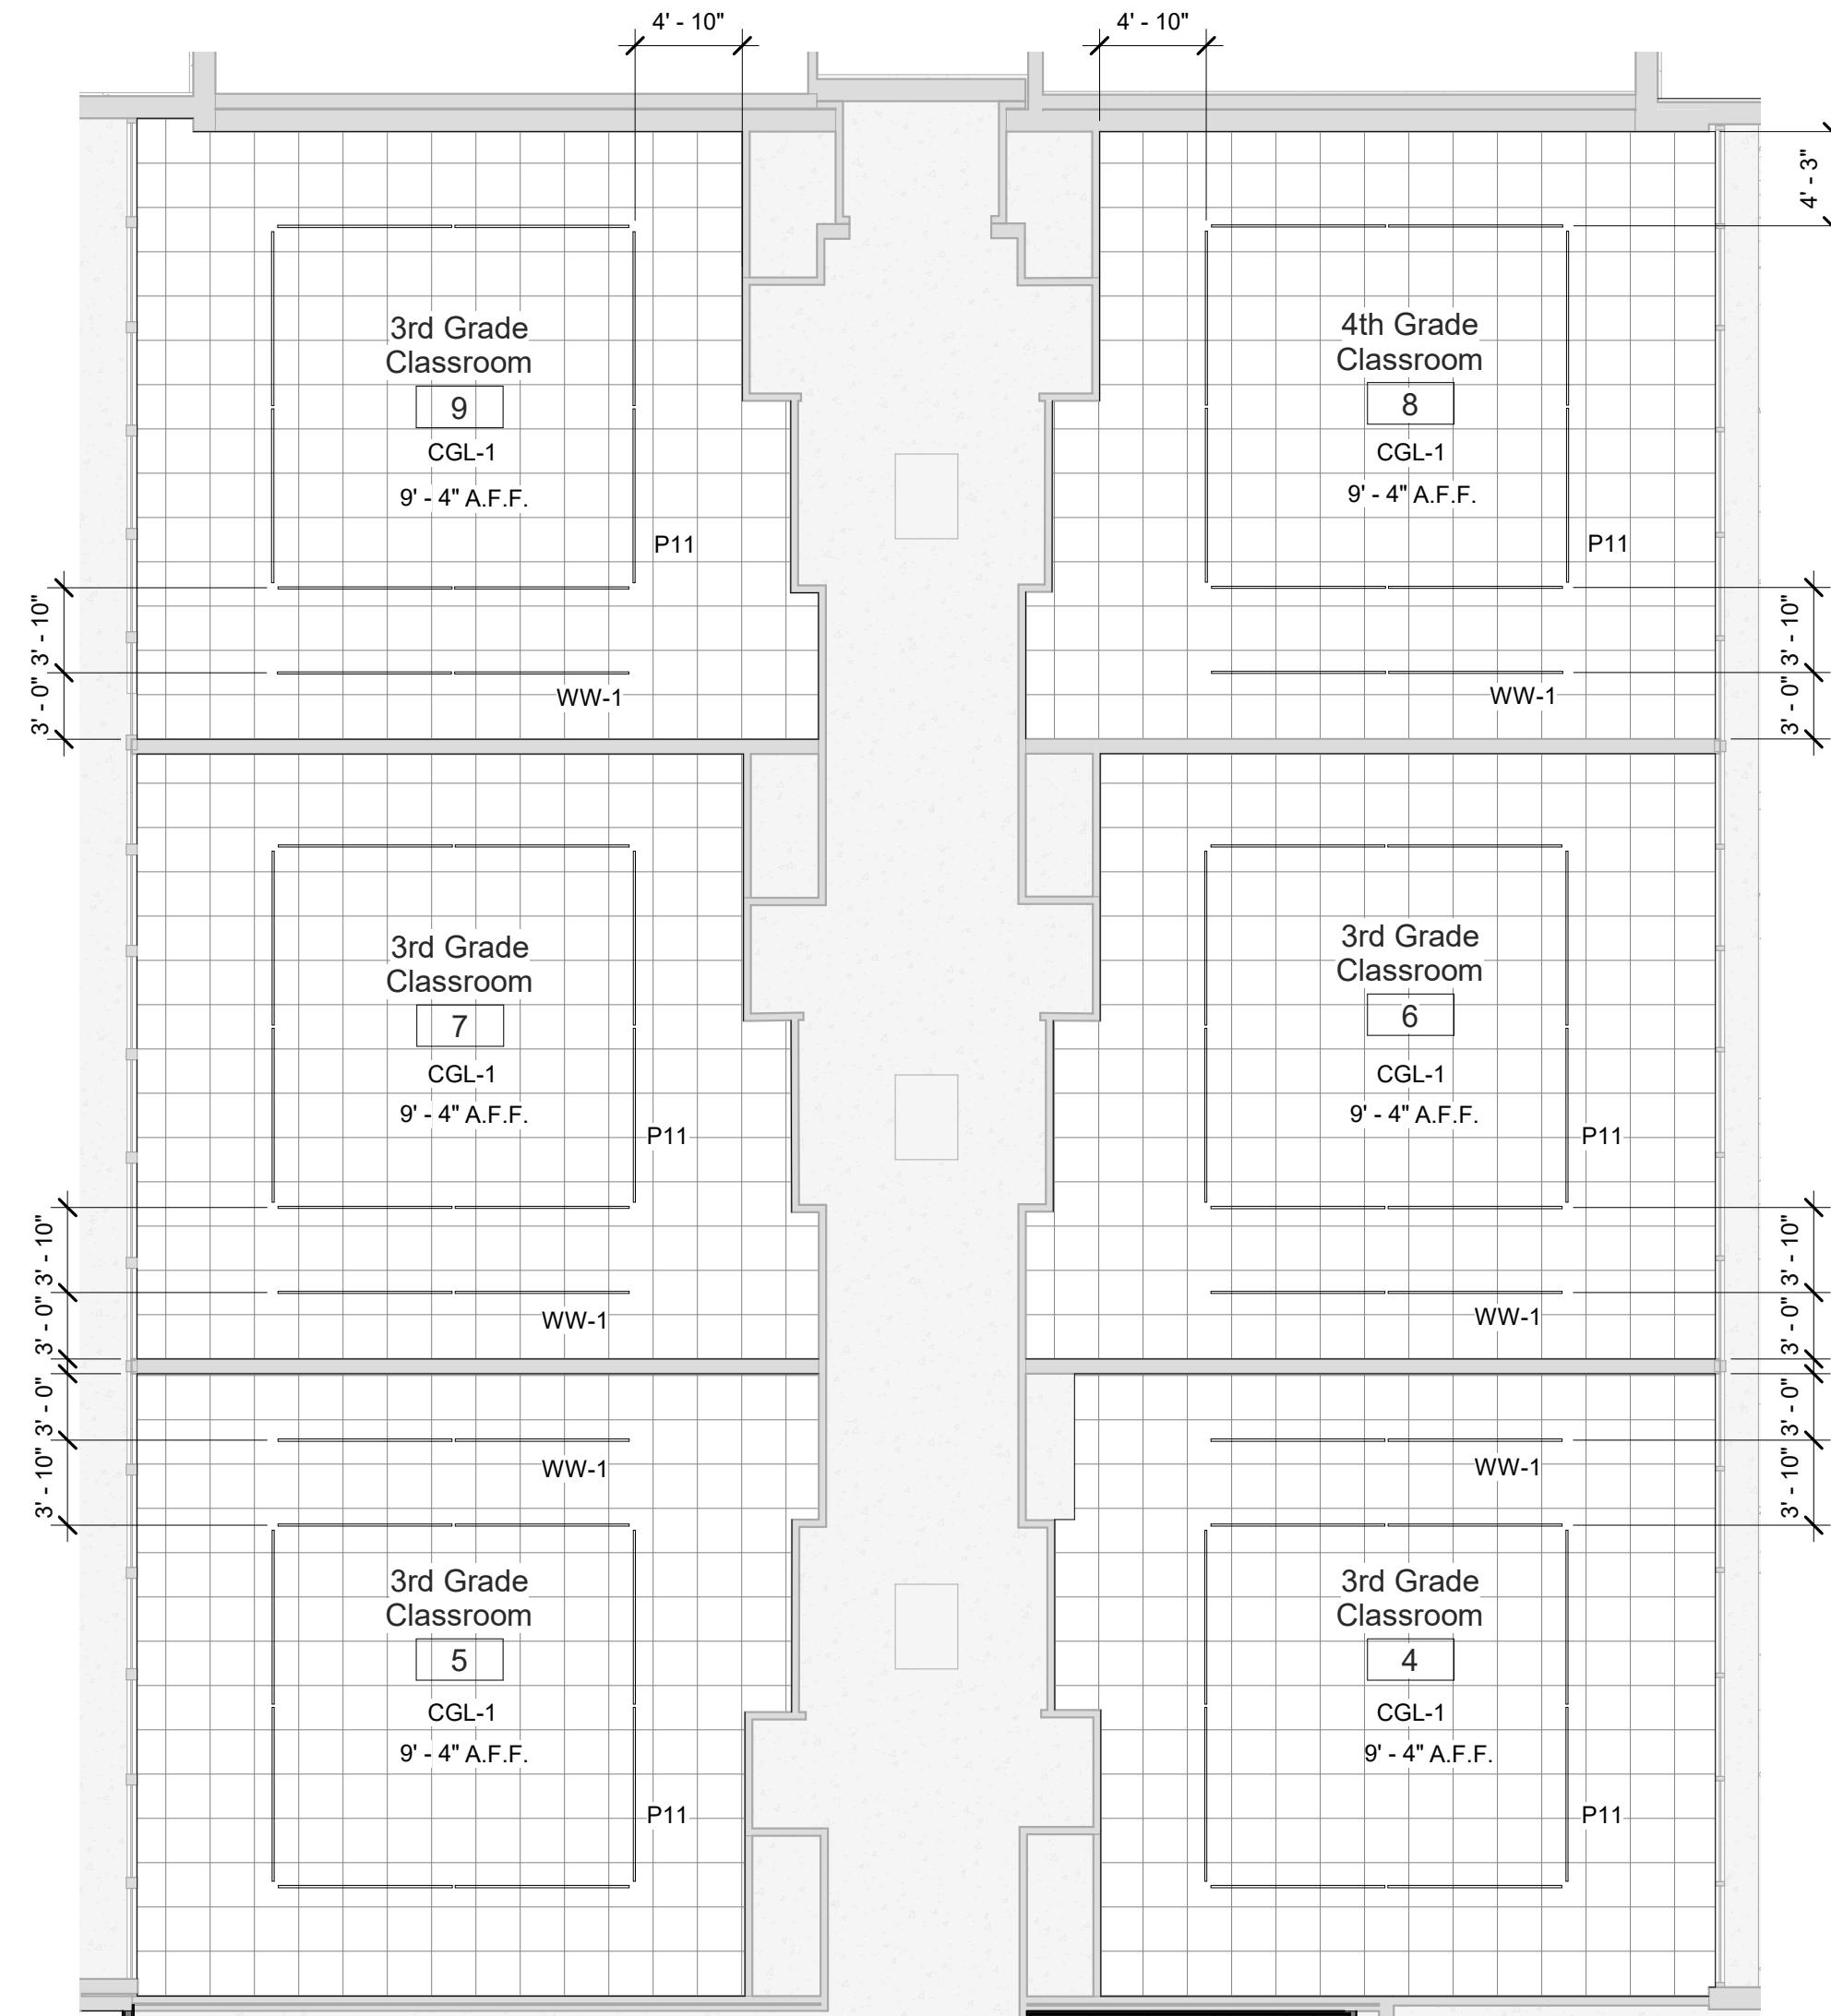 4' - 10"
4' - 10"
4' - 3"
3rd Grade
Classroom
9
CGL-1
9' - 4" A.F.F.
P11
4th Grade
Classroom
8
CGL-1
9' - 4" A.F.F.
P11
3' - 10"
3' - 0"
WW-1
WW-1
3' - 10"
3' - 0"
3rd Grade
Classroom
7
CGL-1
9' - 4" A.F.F.
P11
3rd Grade
Classroom
6
CGL-1
9' - 4" A.F.F.
P11
3' - 10"
3' - 0"
WW-1
WW-1
3' - 10"
3' - 0"
3' - 0"
3' - 10"
WW-1
WW-1
3' - 0"
3' - 10"
3rd Grade
Classroom
5
CGL-1
9' - 4" A.F.F.
P11
3rd Grade
Classroom
4
CGL-1
9' - 4" A.F.F.
P11